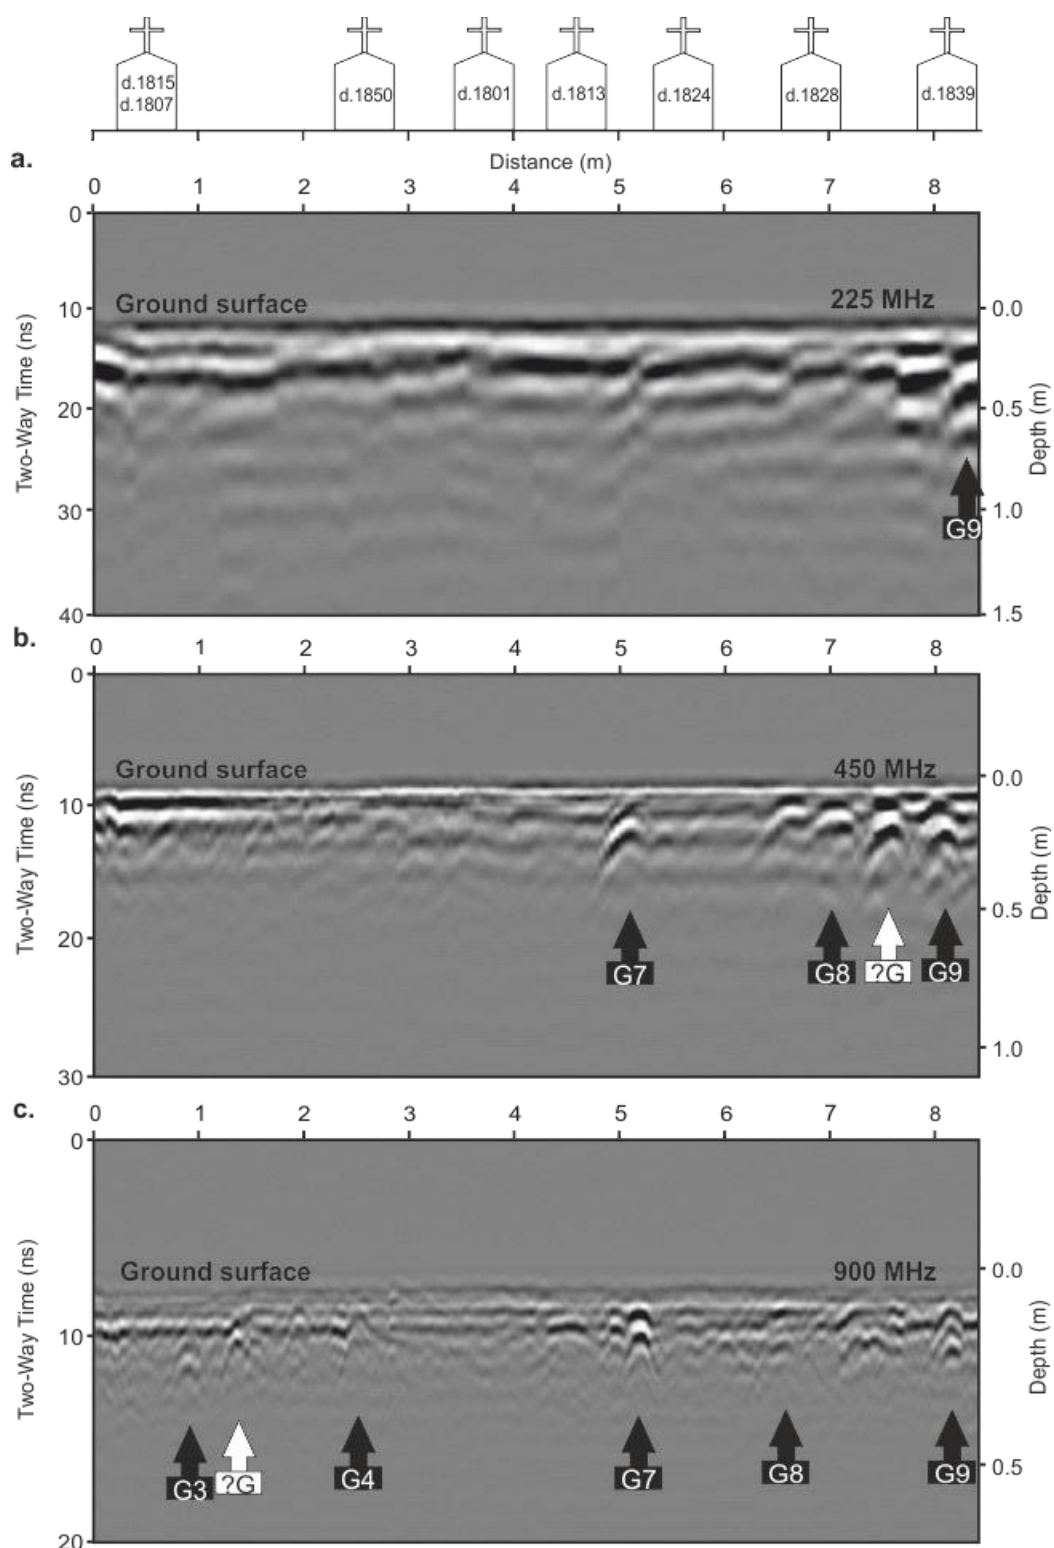 d.1815
d.1807
d.1850
d.1801
d.1813
d.1824
d.1828
d.1839
a.
Distance (m)
0 1 2 3 4 5 6 7 8
0
Ground surface
225 MHz
10
0.0
20
0.5
30
1.0
G9
40
1.5
Two-Way Time (ns)
Depth (m)
b.
0 1 2 3 4 5 6 7 8
0
Ground surface
450 MHz
0.0
10
0.5
20
G7 G8 ?G G9
1.0
30
Two-Way Time (ns)
Depth (m)
c.
0 1 2 3 4 5 6 7 8
0
Ground surface
900 MHz
0.0
10
0.5
G3 ?G G4 G7 G8 G9
20
Two-Way Time (ns)
Depth (m)